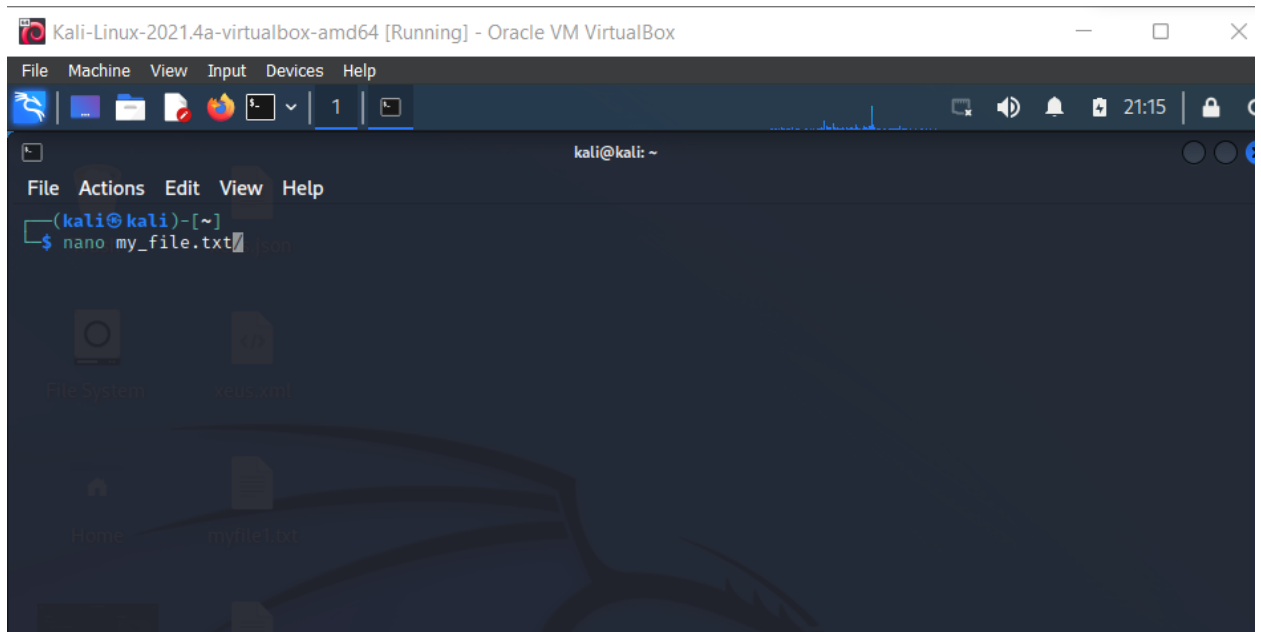 Kali-Linux-2021.4a-virtualbox-amd64 [Running] - Oracle VM VirtualBox
File Machine View Input Devices Help
1 21:15
kali@kali: ~
File Actions Edit View Help
(kali㉿kali)-[~]
$ nano my_file.txt
File System
Home myfile1.txt